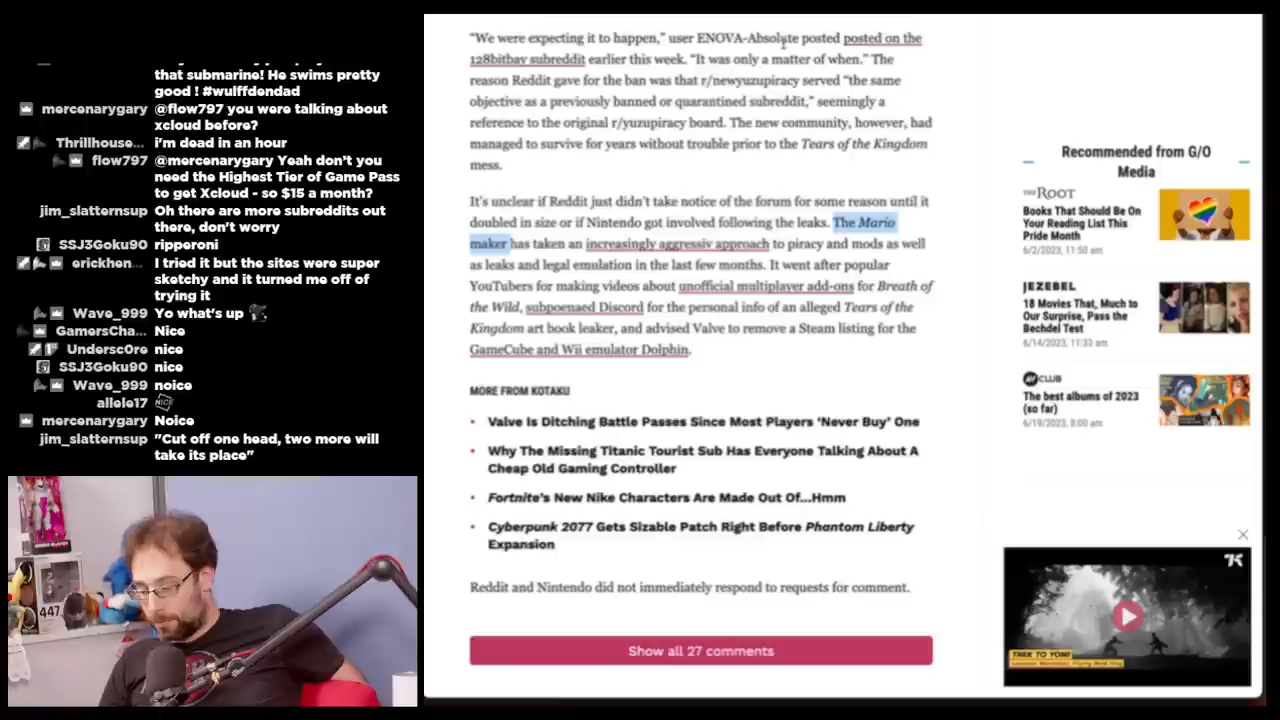 that submarine! He swims pretty
good ! #wulffdendad
mercenarygary @flow797 you were talking about
xcloud before?
Thrillhouse... I'm dead in an hour
flow797 @mercenarygary Yeah don't you
need the Highest Tier of Game Pass
to get Xcloud - so $15 a month?
jim_slatternsup Oh there are more subreddits out
there, don't worry
SSJ3Goku90 ripperoni
erickhen... I tried it but the sites were super
sketchy and it turned me off of
trying it
Wave_999 Yo what's up
GamersCha... Nice
Undersc0re nice
SSJ3Goku90 nice
Wave_999 noice
allele17 NICE
mercenarygary Noice
jim_slatternsup "Cut off one head, two more will
take its place"
447
“We were expecting it to happen,” user ENOVA-Absolute posted posted on the
128bitbay subreddit earlier this week. “It was only a matter of when.” The
reason Reddit gave for the ban was that r/newyuzupiracy served “the same
objective as a previously banned or quarantined subreddit,” seemingly a
reference to the original r/yuzupiracy board. The new community, however, had
managed to survive for years without trouble prior to the Tears of the Kingdom
mess.
It’s unclear if Reddit just didn’t take notice of the forum for some reason until it
doubled in size or if Nintendo got involved following the leaks. The Mario
maker has taken an increasingly aggressiv approach to piracy and mods as well
as leaks and legal emulation in the last few months. It went after popular
YouTubers for making videos about unofficial multiplayer add-ons for Breath of
the Wild, subpoenaed Discord for the personal info of an alleged Tears of the
Kingdom art book leaker, and advised Valve to remove a Steam listing for the
GameCube and Wii emulator Dolphin.
MORE FROM KOTAKU
• Valve Is Ditching Battle Passes Since Most Players ‘Never Buy’ One
• Why The Missing Titanic Tourist Sub Has Everyone Talking About A
Cheap Old Gaming Controller
• Fortnite’s New Nike Characters Are Made Out Of...Hmm
• Cyberpunk 2077 Gets Sizable Patch Right Before Phantom Liberty
Expansion
Reddit and Nintendo did not immediately respond to requests for comment.
Show all 27 comments
Recommended from G/O
Media
THE ROOT
Books That Should Be On
Your Reading List This
Pride Month
6/2/2023, 11:50 am
JEZEBEL
18 Movies That, Much to
Our Surprise, Pass the
Bechdel Test
6/14/2023, 11:33 am
AV CLUB
The best albums of 2023
(so far)
6/19/2023, 8:00 am
TREK TO YOMI